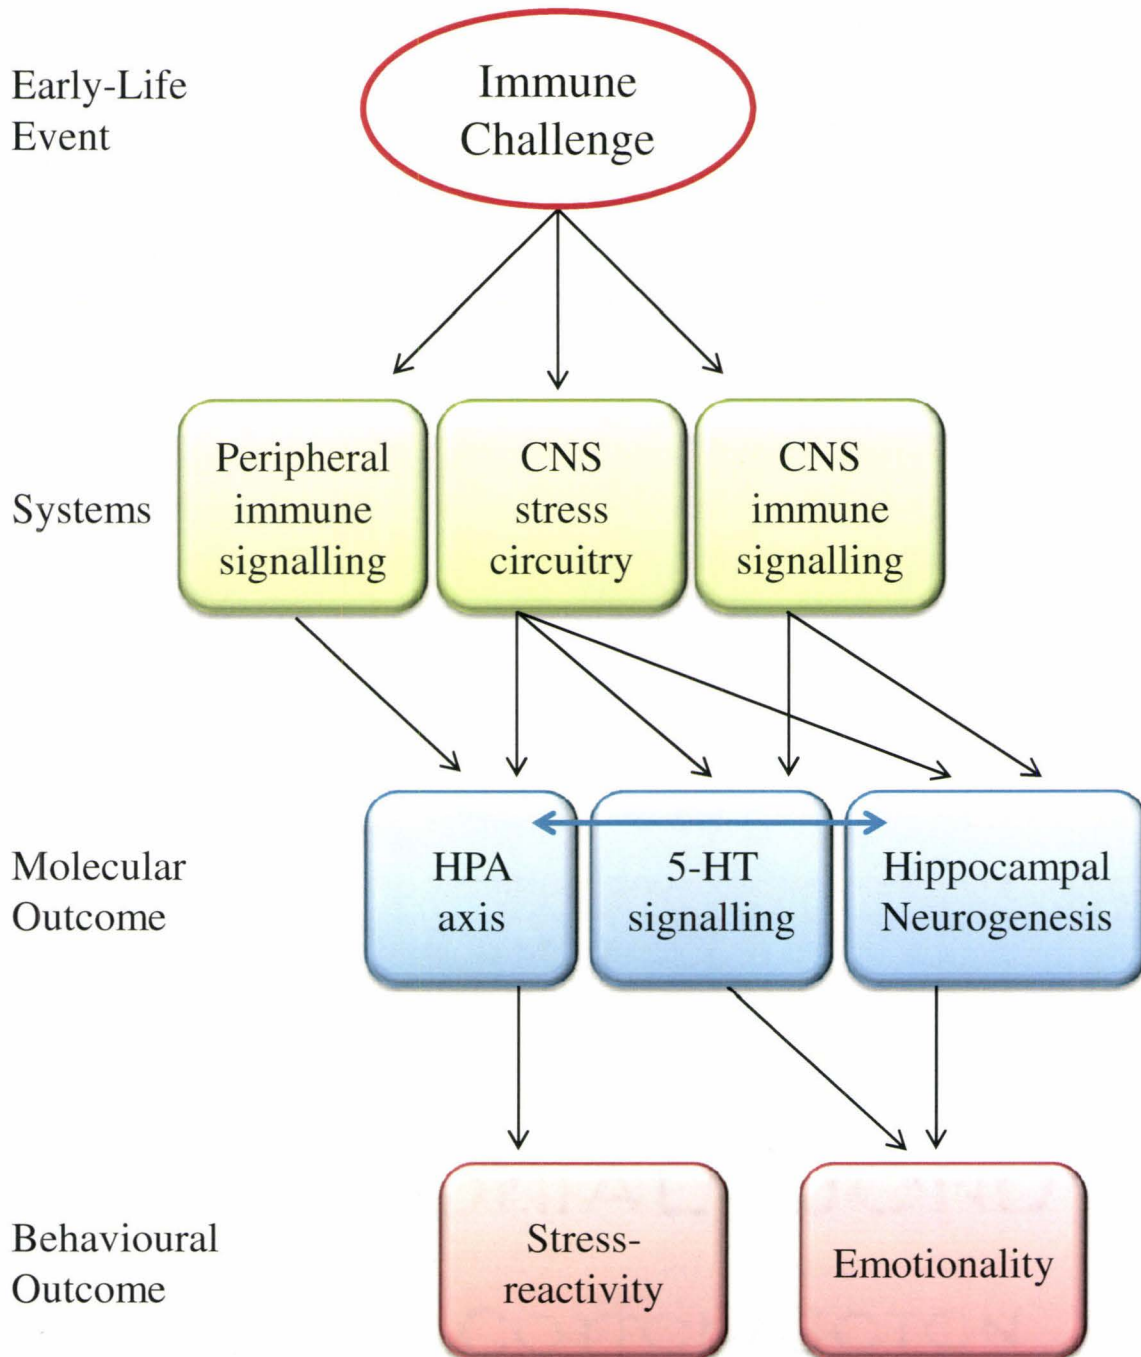 Early-Life
Event
Immune
Challenge
Systems
Peripheral
immune
signalling
CNS
stress
circuitry
CNS
immune
signalling
Molecular
Outcome
HPA
axis
5-HT
signalling
Hippocampal
Neurogenesis
Behavioural
Outcome
Stress-
reactivity
Emotionality